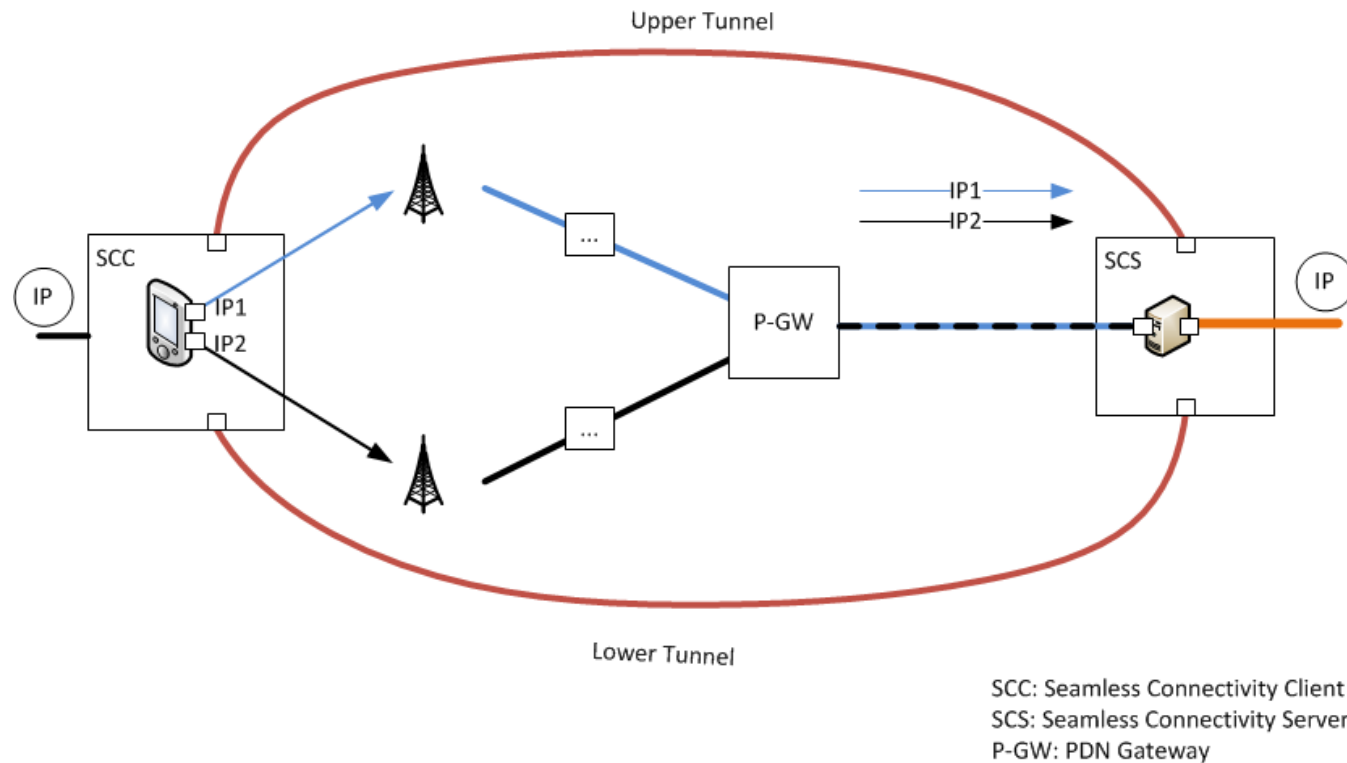 Upper Tunnel
IP1
IP2
...
SCC
SCS
IP
IP
IP1
IP2
P-GW
...
Lower Tunnel
SCC: Seamless Connectivity Client
SCS: Seamless Connectivity Server
P-GW: PDN Gateway